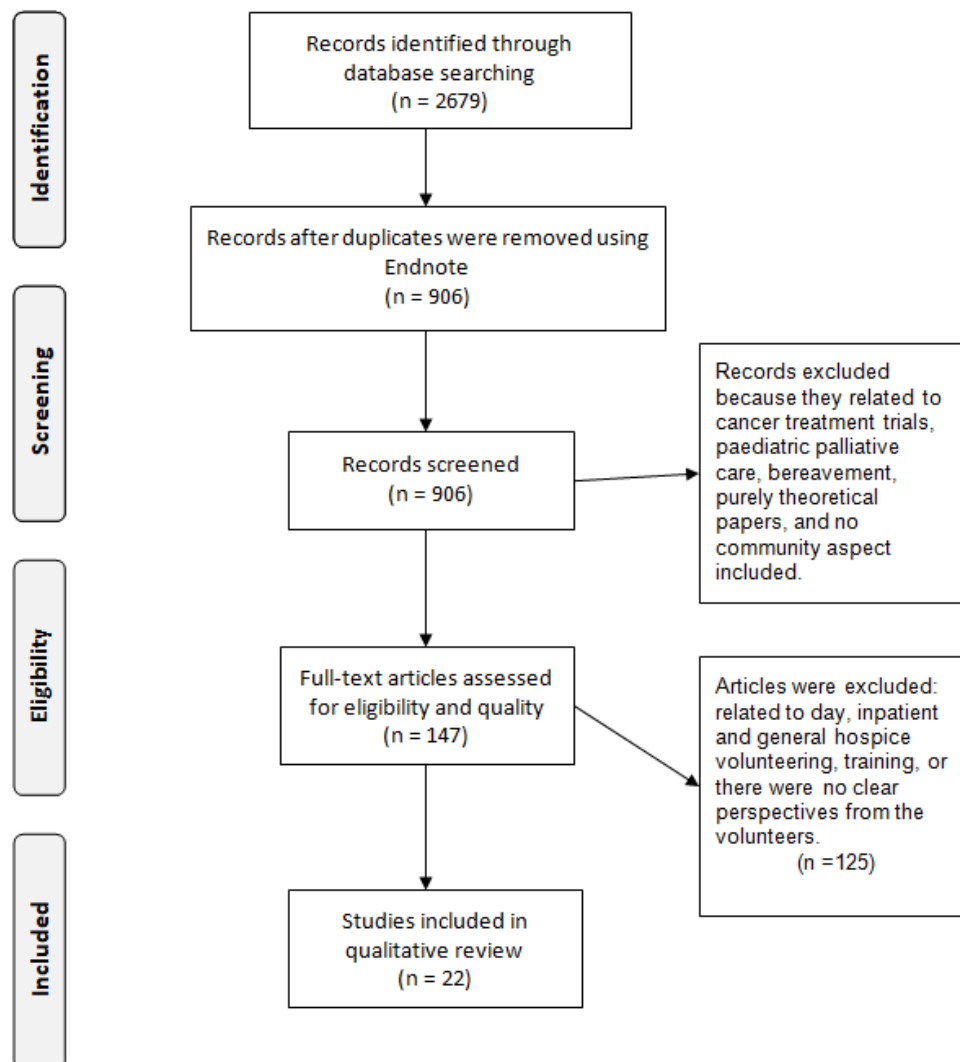 Identification
Records identified through
database searching
(n = 2679)
Records after duplicates were removed using
Endnote
(n = 906)
Screening
Records screened
(n = 906)
Records excluded
because they related to
cancer treatment trials,
paediatric palliative
care, bereavement,
purely theoretical
papers, and no
community aspect
included.
Eligibility
Full-text articles assessed
for eligibility and quality
(n = 147)
Articles were excluded:
related to day, inpatient
and general hospice
volunteering, training, or
there were no clear
perspectives from the
volunteers.
(n =125)
Included
Studies included in
qualitative review
(n = 22)